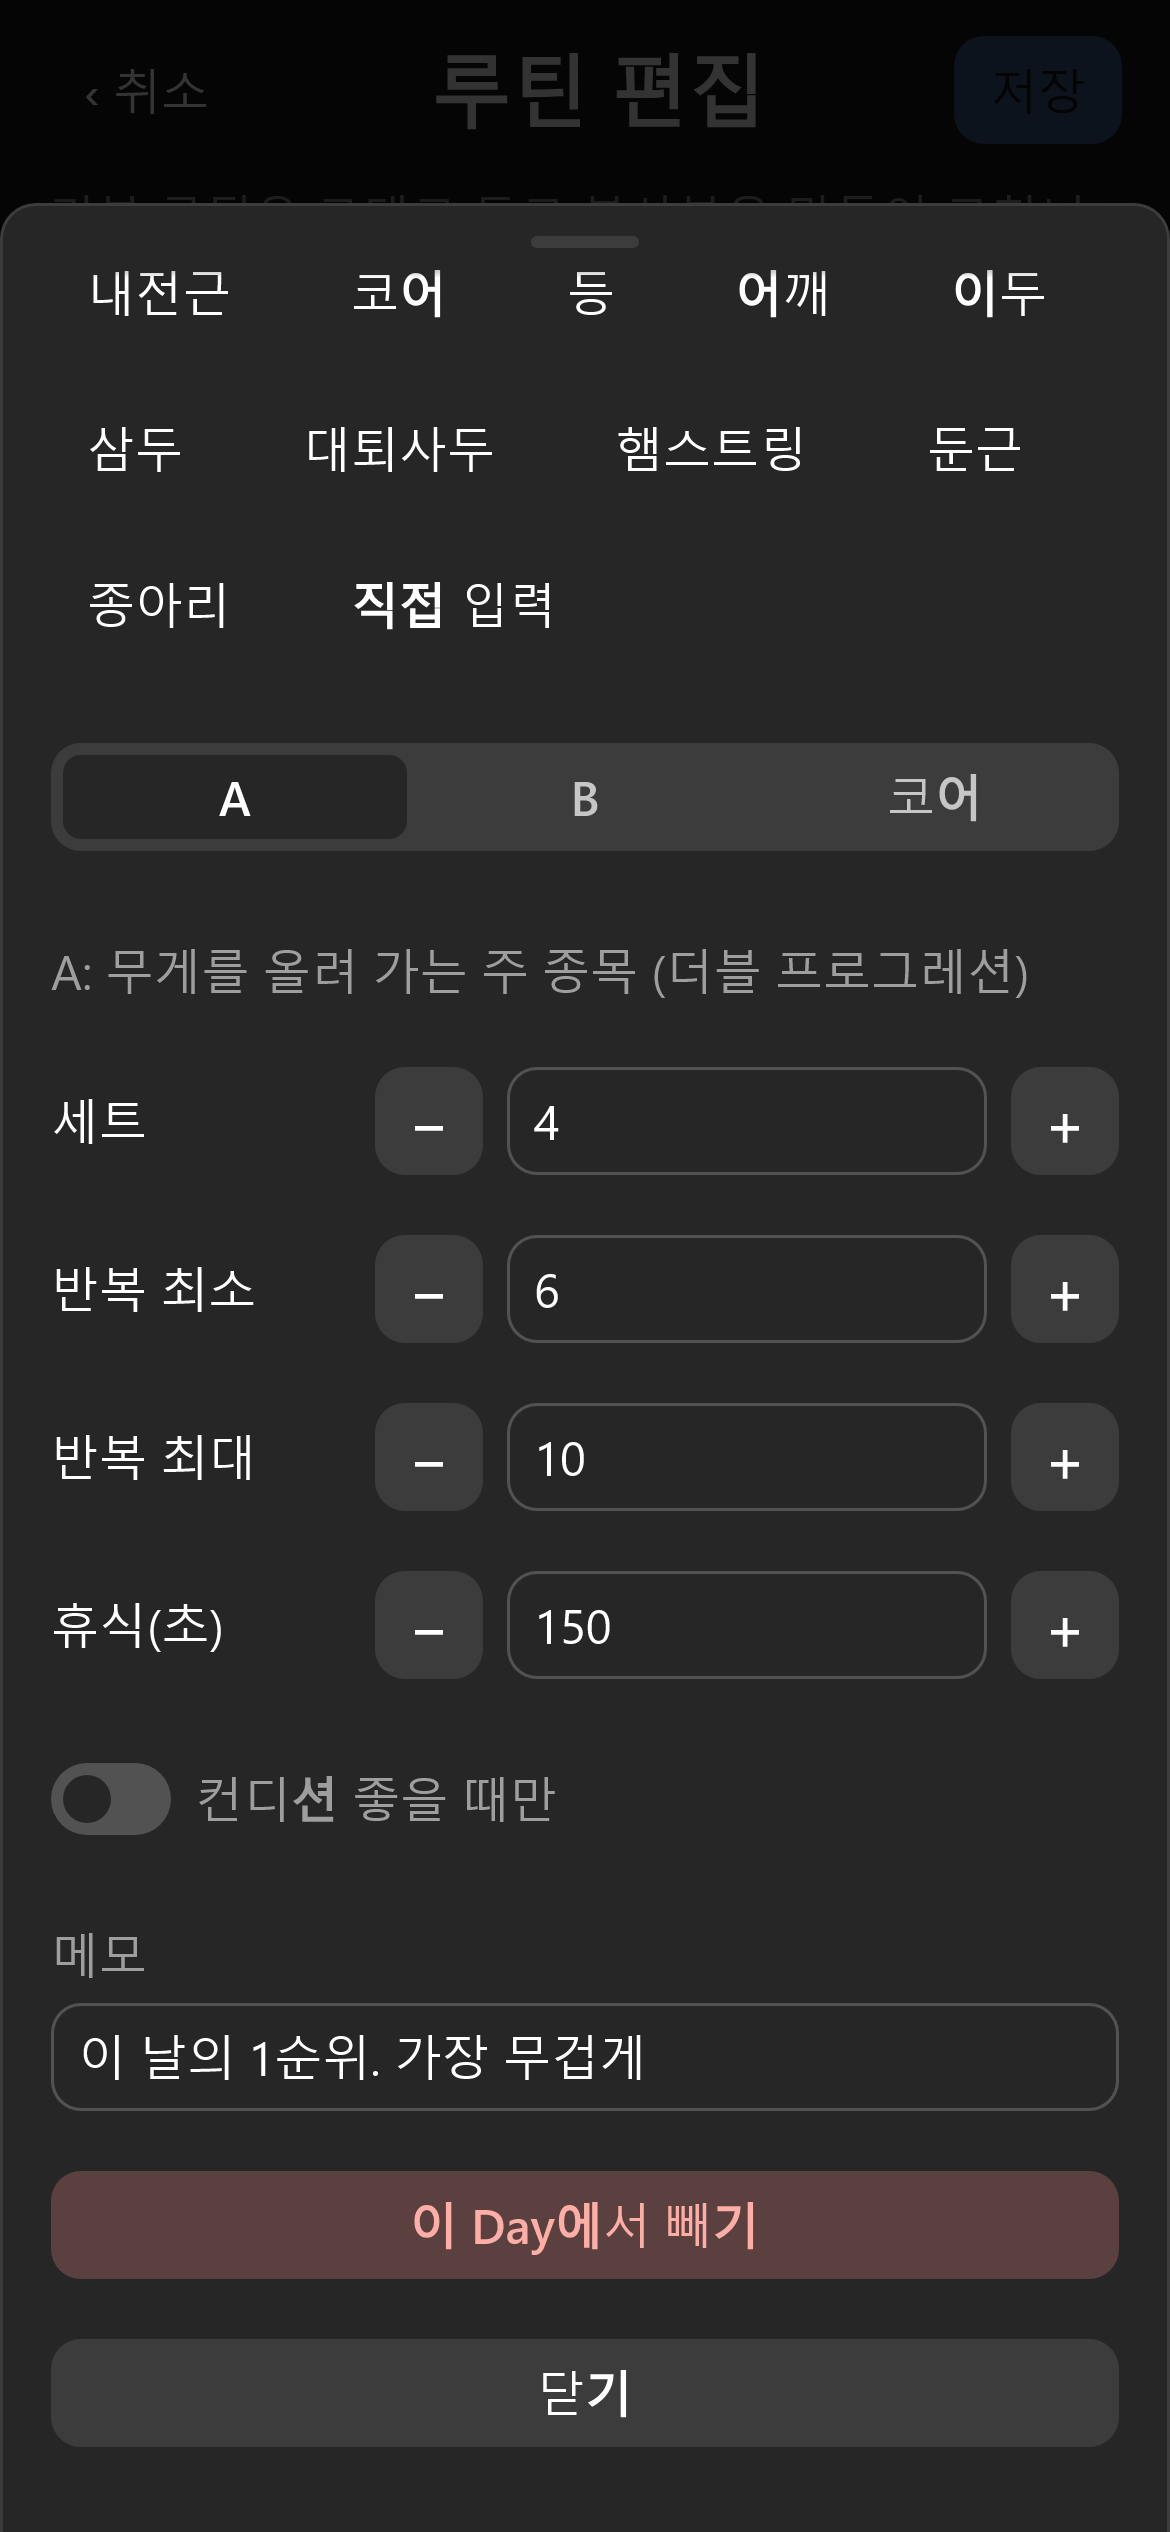 ‹ 취소 루틴 편집 저장
내전근 코어 등 어깨 이두
삼두 대퇴사두 햄스트링 둔근
종아리 직접 입력
A B 코어
A: 무게를 올려 가는 주 종목 (더블 프로그레션)
세트 − 4 +
반복 최소 − 6 +
반복 최대 − 10 +
휴식(초) − 150 +
컨디션 좋을 때만
메모
이 날의 1순위. 가장 무겁게
이 Day에서 빼기
닫기